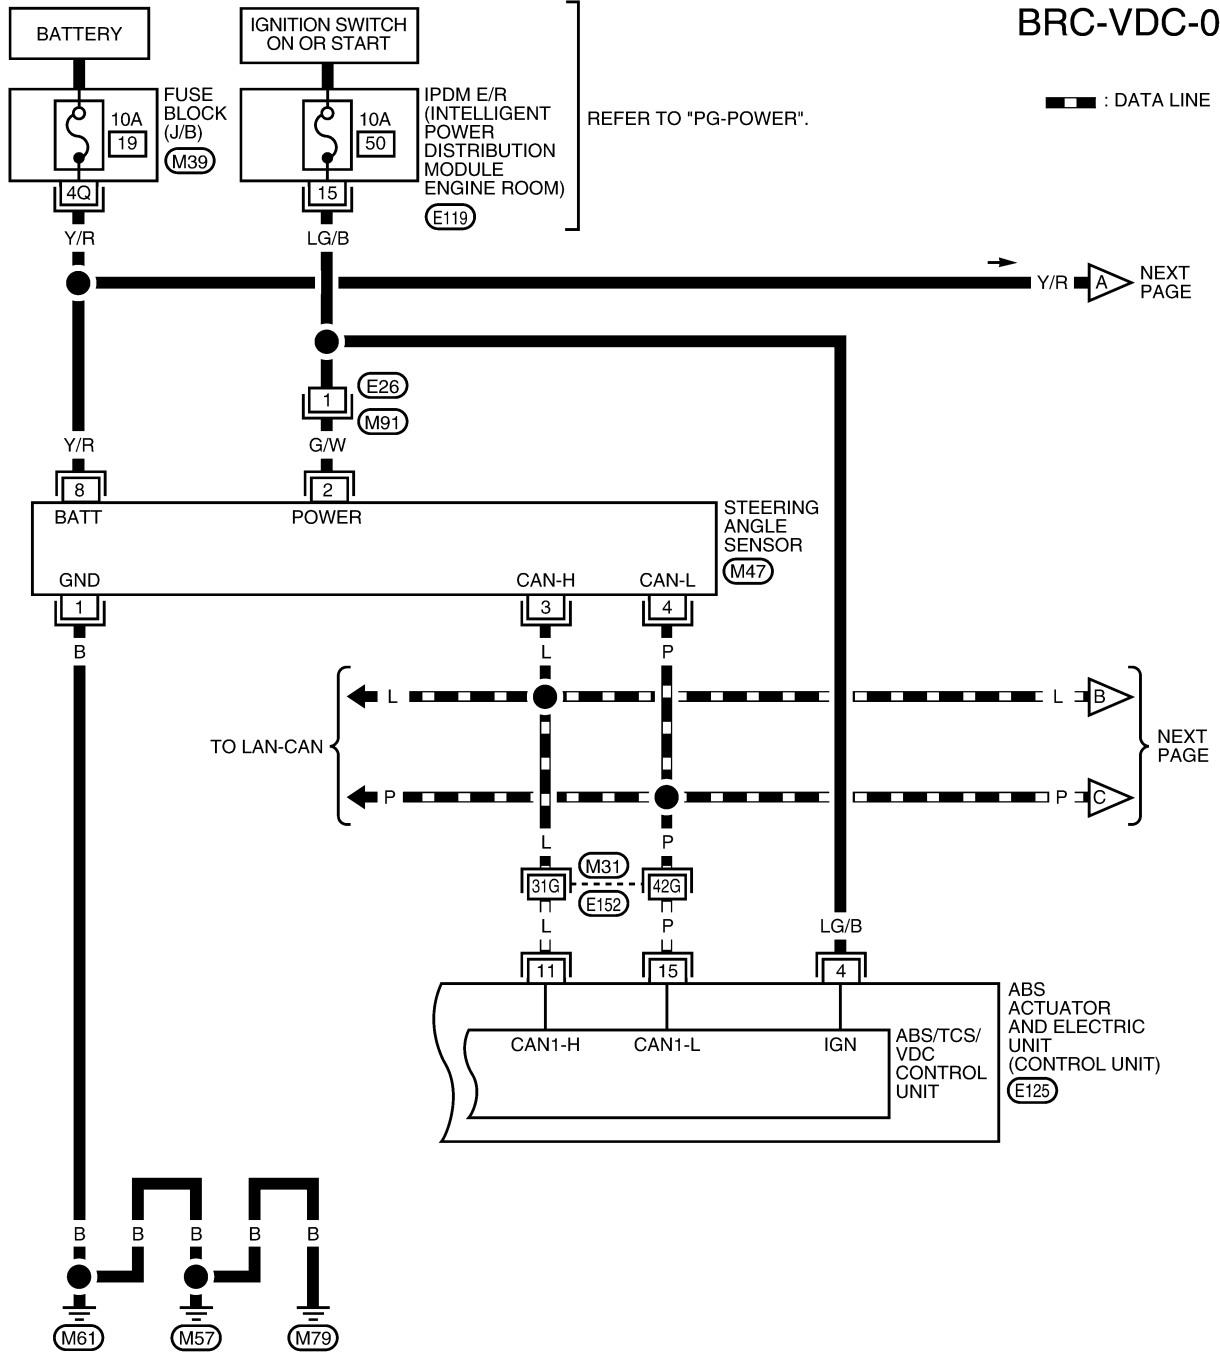 BRC-VDC-0
BATTERY
IGNITION SWITCH
ON OR START
: DATA LINE
10A
19
FUSE
BLOCK
(J/B)
M39
10A
50
IPDM E/R
(INTELLIGENT
POWER
DISTRIBUTION
MODULE
ENGINE ROOM)
E119
REFER TO "PG-POWER".
4Q
15
Y/R
LG/B
Y/R
A
NEXT
PAGE
1
E26
M91
Y/R
G/W
8
2
BATT
POWER
STEERING
ANGLE
SENSOR
M47
GND
CAN-H
CAN-L
1
3
4
B
L
P
L
L
B
TO LAN-CAN
NEXT
PAGE
P
P
C
L
P
31G
M31
E152
42G
L
P
LG/B
11
15
4
CAN1-H
CAN1-L
IGN
ABS/TCS/
VDC
CONTROL
UNIT
ABS
ACTUATOR
AND ELECTRIC
UNIT
(CONTROL UNIT)
E125
B
B
B
B
B
M61
M57
M79